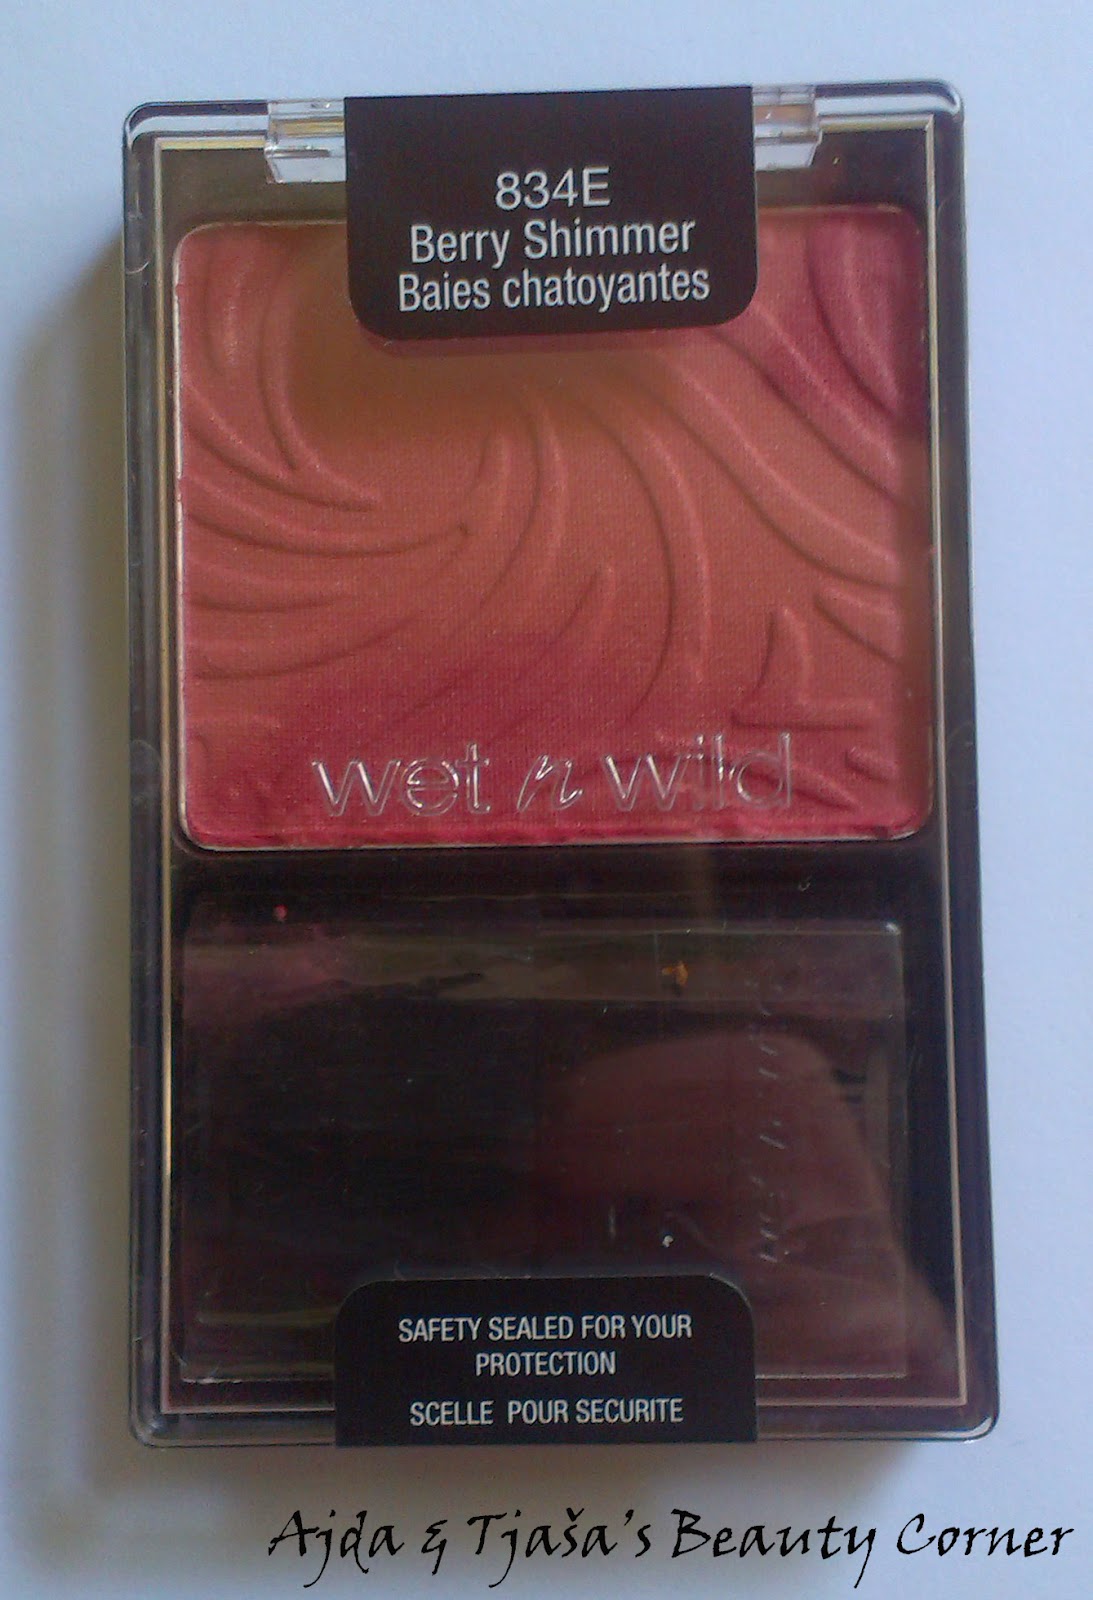 834E
Berry Shimmer
Baies chatoyantes
wet n wild
SAFETY SEALED FOR YOUR
PROTECTION
SCELLE POUR SECURITE
Ajda & Tjaša's Beauty Corner